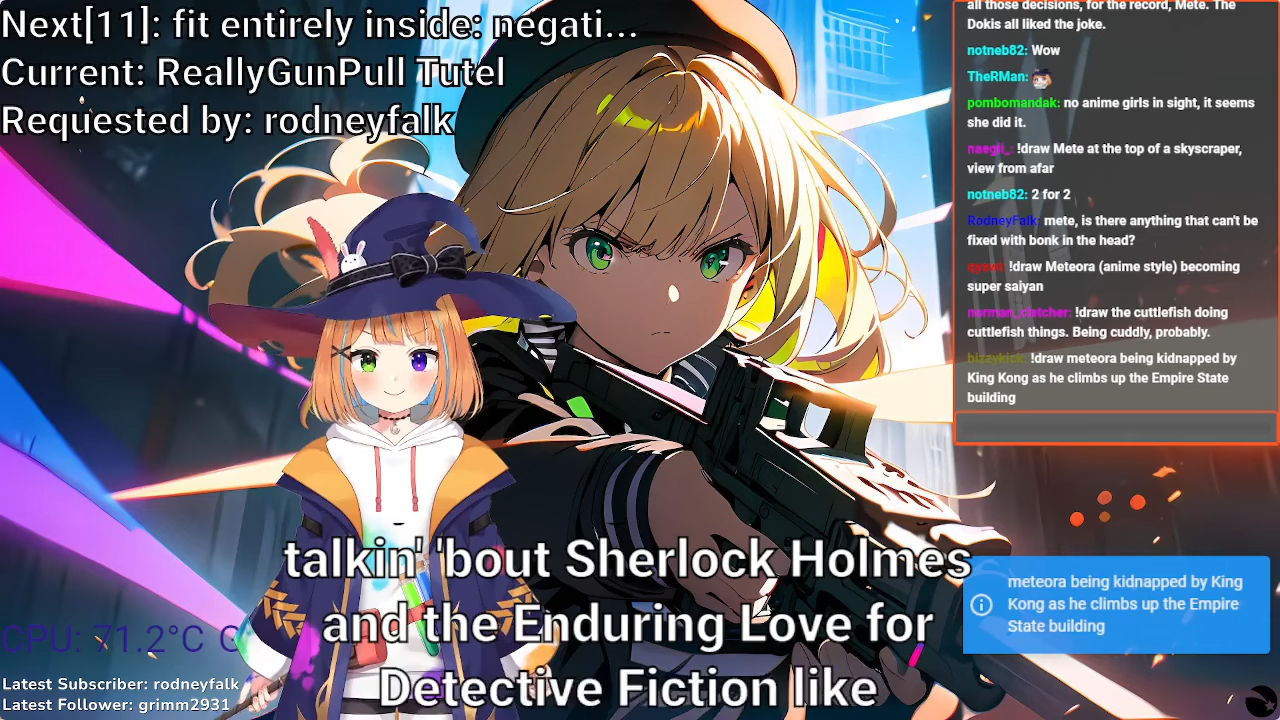 Next[11]: fit entirely inside: negati...
Current: ReallyGunPull Tutel
Requested by: rodneyfalk
all those decisions, for the record, Mete. The
Dokis all liked the joke.
notneb82: Wow
TheRMan:
pombomandak: no anime girls in sight, it seems
she did it.
!draw Mete at the top of a skyscraper,
view from afar
notneb82: 2 for 2
RodneyFalk: mete, is there anything that can't be
fixed with bonk in the head?
!draw Meteora (anime style) becoming
super saiyan
norman_catcher: !draw the cuttlefish doing
cuttlefish things. Being cuddly, probably.
bizzykick: !draw meteora being kidnapped by
King Kong as he climbs up the Empire State
building
talkin' 'bout Sherlock Holmes
and the Enduring Love for
Detective Fiction like
meteora being kidnapped by King
Kong as he climbs up the Empire
State building
CPU: 71.2°C
Latest Subscriber: rodneyfalk
Latest Follower: grimm2931